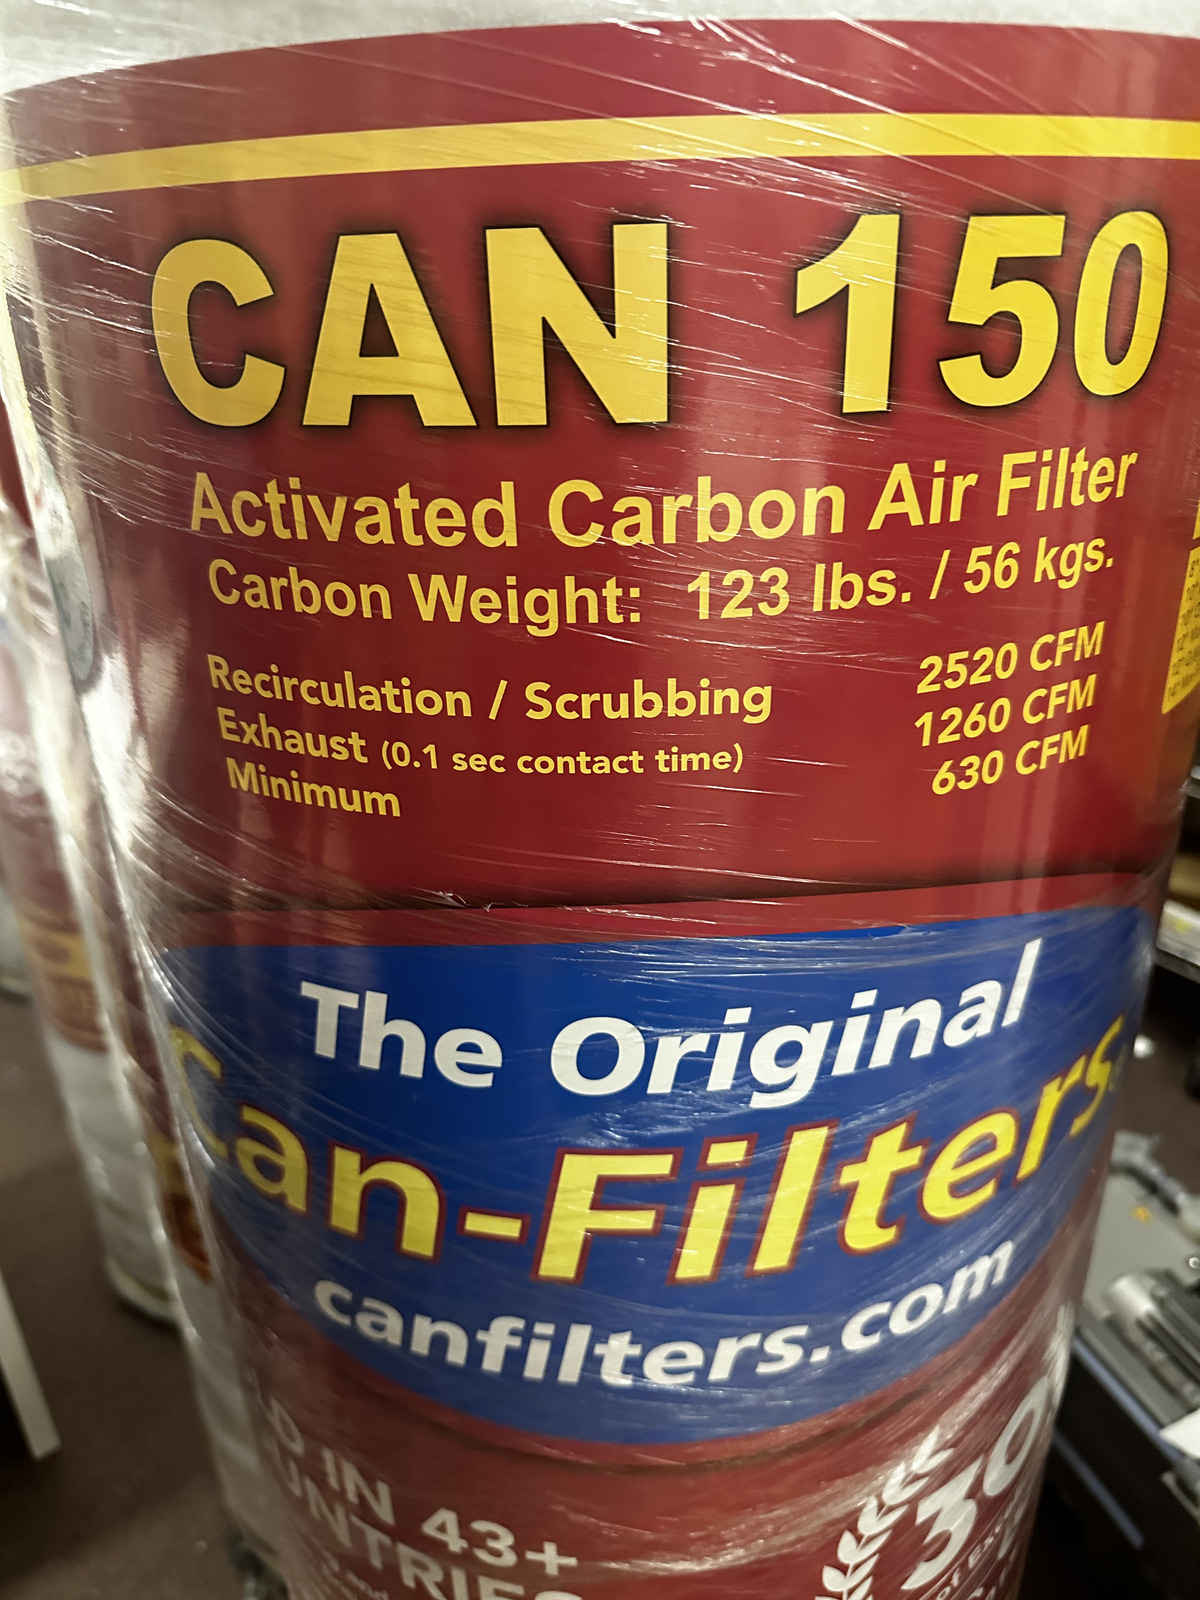 CAN 150
Activated Carbon Air Filter
Carbon Weight: 123 lbs. / 56 kgs.
Recirculation / Scrubbing 2520 CFM
Exhaust (0.1 sec contact time) 1260 CFM
Minimum 630 CFM
The Original
Can-Filters
canfilters.com
IN 43+
30